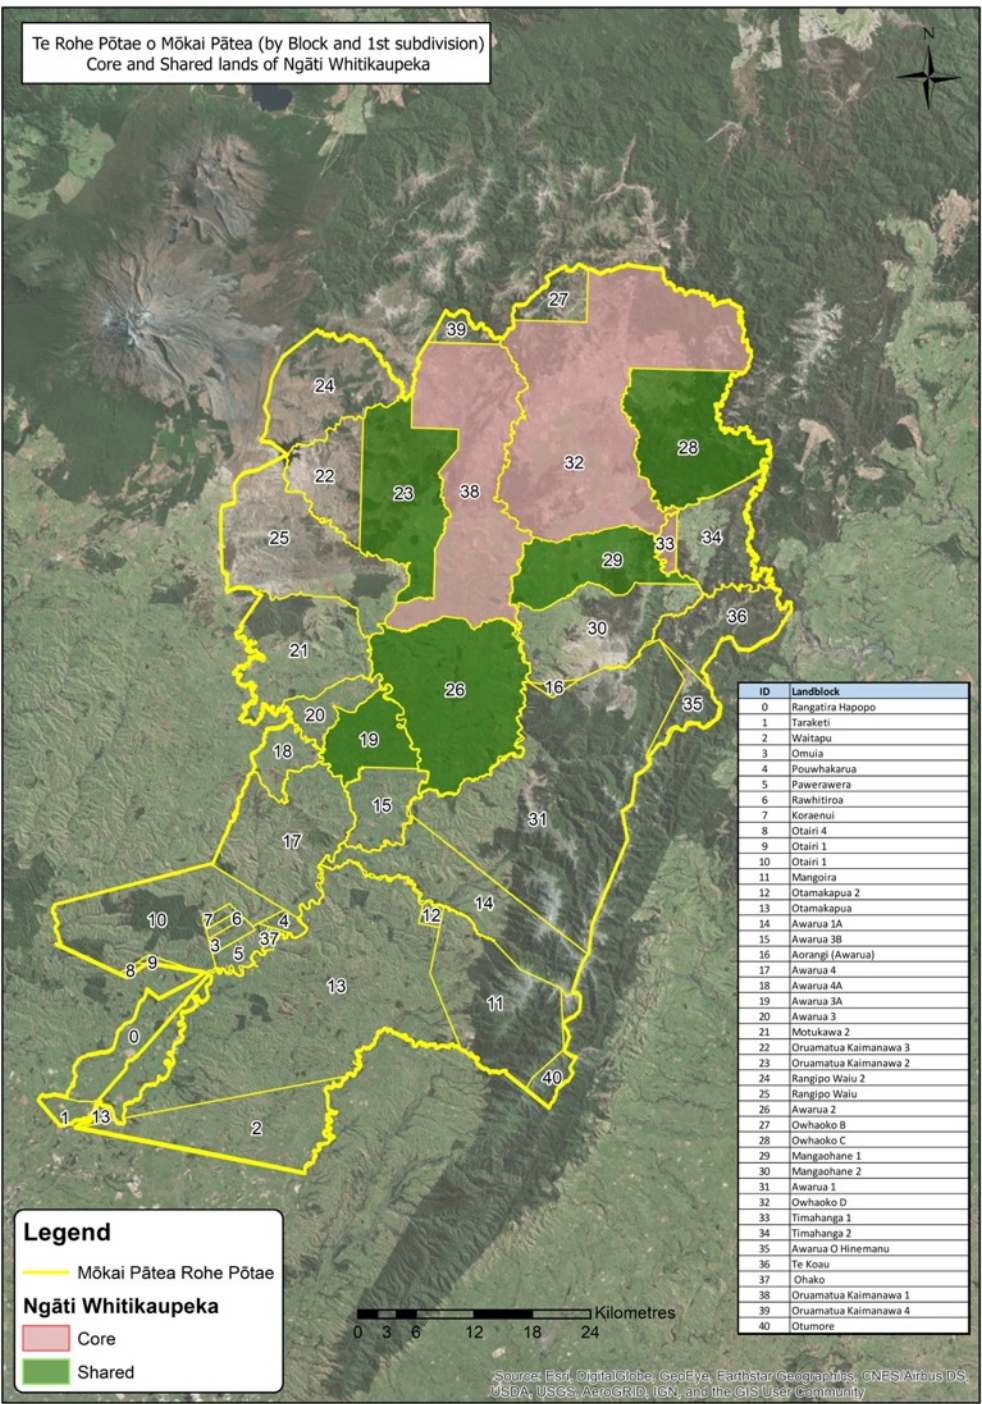 Te Rohe Pōtae o Mōkai Pātea (by Block and 1st subdivision)
Core and Shared lands of Ngāti Whitikaupeka
N
27
39
24
28
32
22
23
38
25
34
33
29
36
30
21
16
26
35
20
19
18
15
31
17
14
12
10
7
6
4
37
3
5
9
8
13
11
0
40
1
13
2
ID Landblock
0 Rangatira Hapopo
1 Taraketi
2 Waitapu
3 Omuia
4 Pouwhakarua
5 Pawerawera
6 Rawhitiroa
7 Koraenui
8 Otairi 4
9 Otairi 1
10 Otairi 1
11 Mangoira
12 Otamakapua 2
13 Otamakapua
14 Awarua 1A
15 Awarua 3B
16 Aorangi (Awarua)
17 Awarua 4
18 Awarua 4A
19 Awarua 3A
20 Awarua 3
21 Motukawa 2
22 Oruamatua Kaimanawa 3
23 Oruamatua Kaimanawa 2
24 Rangipo Waiu 2
25 Rangipo Waiu
26 Awarua 2
27 Owhaoko B
28 Owhaoko C
29 Mangaohane 1
30 Mangaohane 2
31 Awarua 1
32 Owhaoko D
33 Timahanga 1
34 Timahanga 2
35 Awarua O Hinemanu
36 Te Koau
37 Ohako
38 Oruamatua Kaimanawa 1
39 Oruamatua Kaimanawa 4
40 Otumore
Legend
Mōkai Pātea Rohe Pōtae
Ngāti Whitikaupeka
Core
Shared
Kilometres
0 3 6 12 18 24
Source: Esri, DigitalGlobe, GeoEye, Earthstar Geographics, CNES/Airbus DS,
USDA, USGS, AeroGRID, IGN, and the GIS User Community